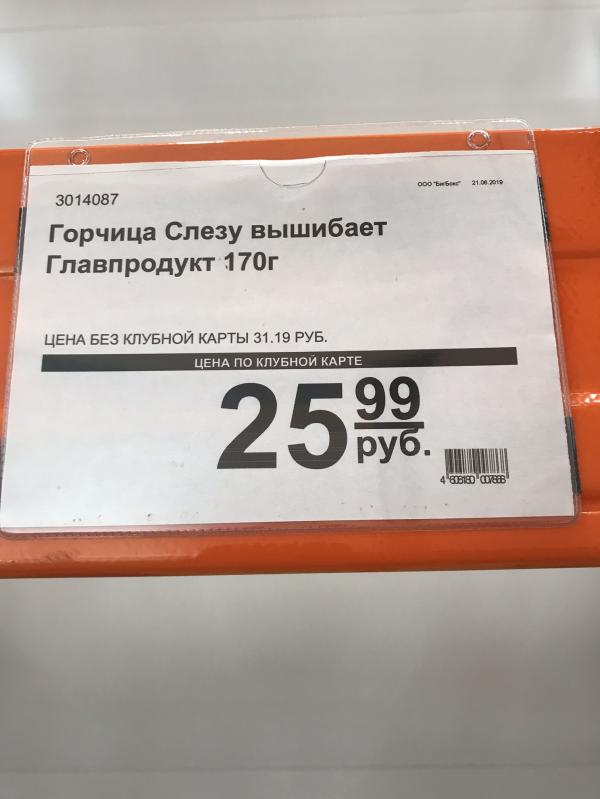 ООО "БигБокс" 21.06.2019
3014087
Горчица Слезу вышибает
Главпродукт 170г
ЦЕНА БЕЗ КЛУБНОЙ КАРТЫ 31.19 РУБ.
ЦЕНА ПО КЛУБНОЙ КАРТЕ
25 99
руб.